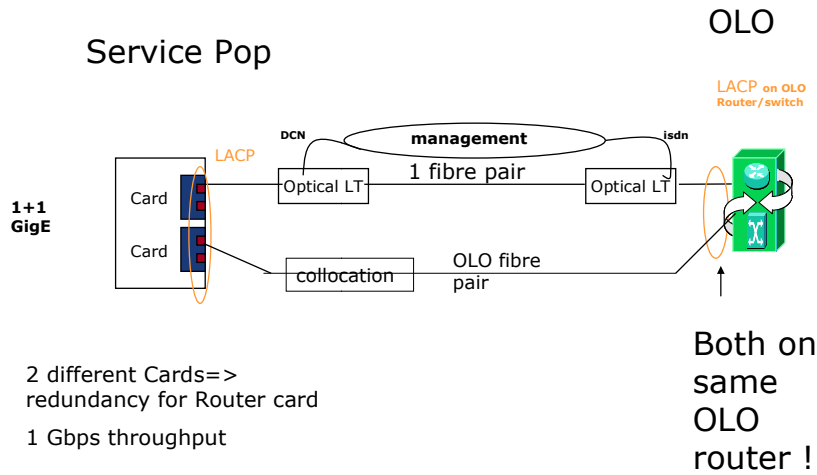 OLO
Service Pop
LACP on OLO
Router/switch
DCN
management
isdn
LACP
1 fibre pair
Optical LT
Optical LT
Card
1+1
GigE
Card
OLO fibre
pair
collocation
Both on
same
OLO
router !
2 different Cards=>
redundancy for Router card
1 Gbps throughput